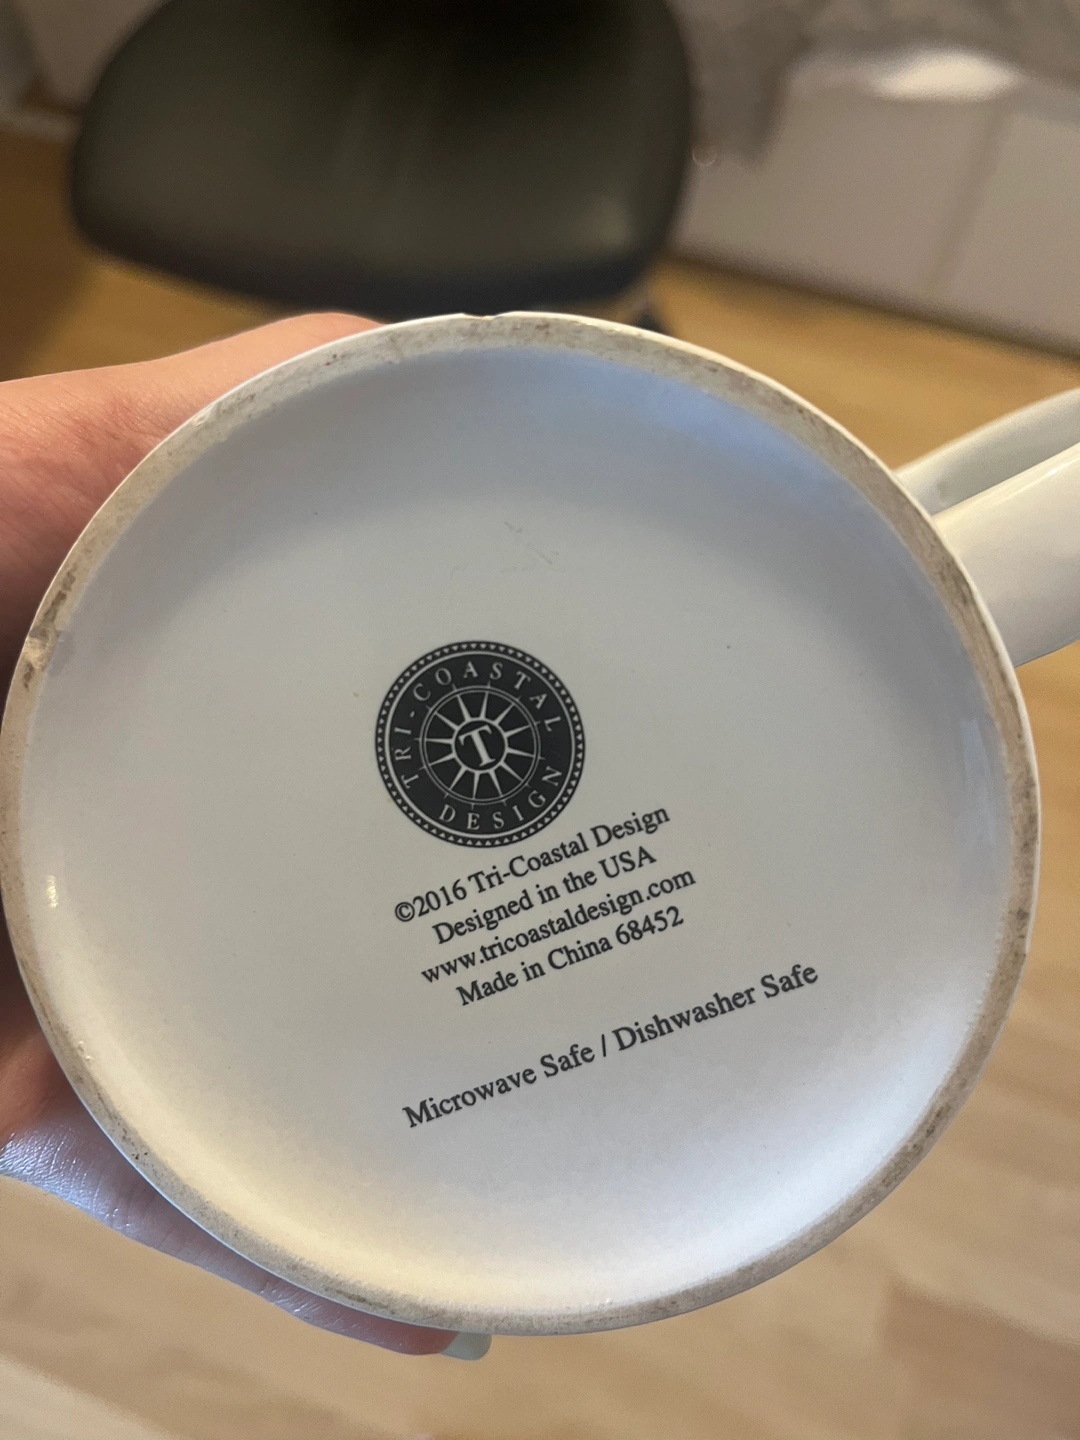 TRI-COASTAL
T
DESIGN
©2016 Tri-Coastal Design
Designed in the USA
www.tricoastaldesign.com
Made in China 68452
Microwave Safe / Dishwasher Safe